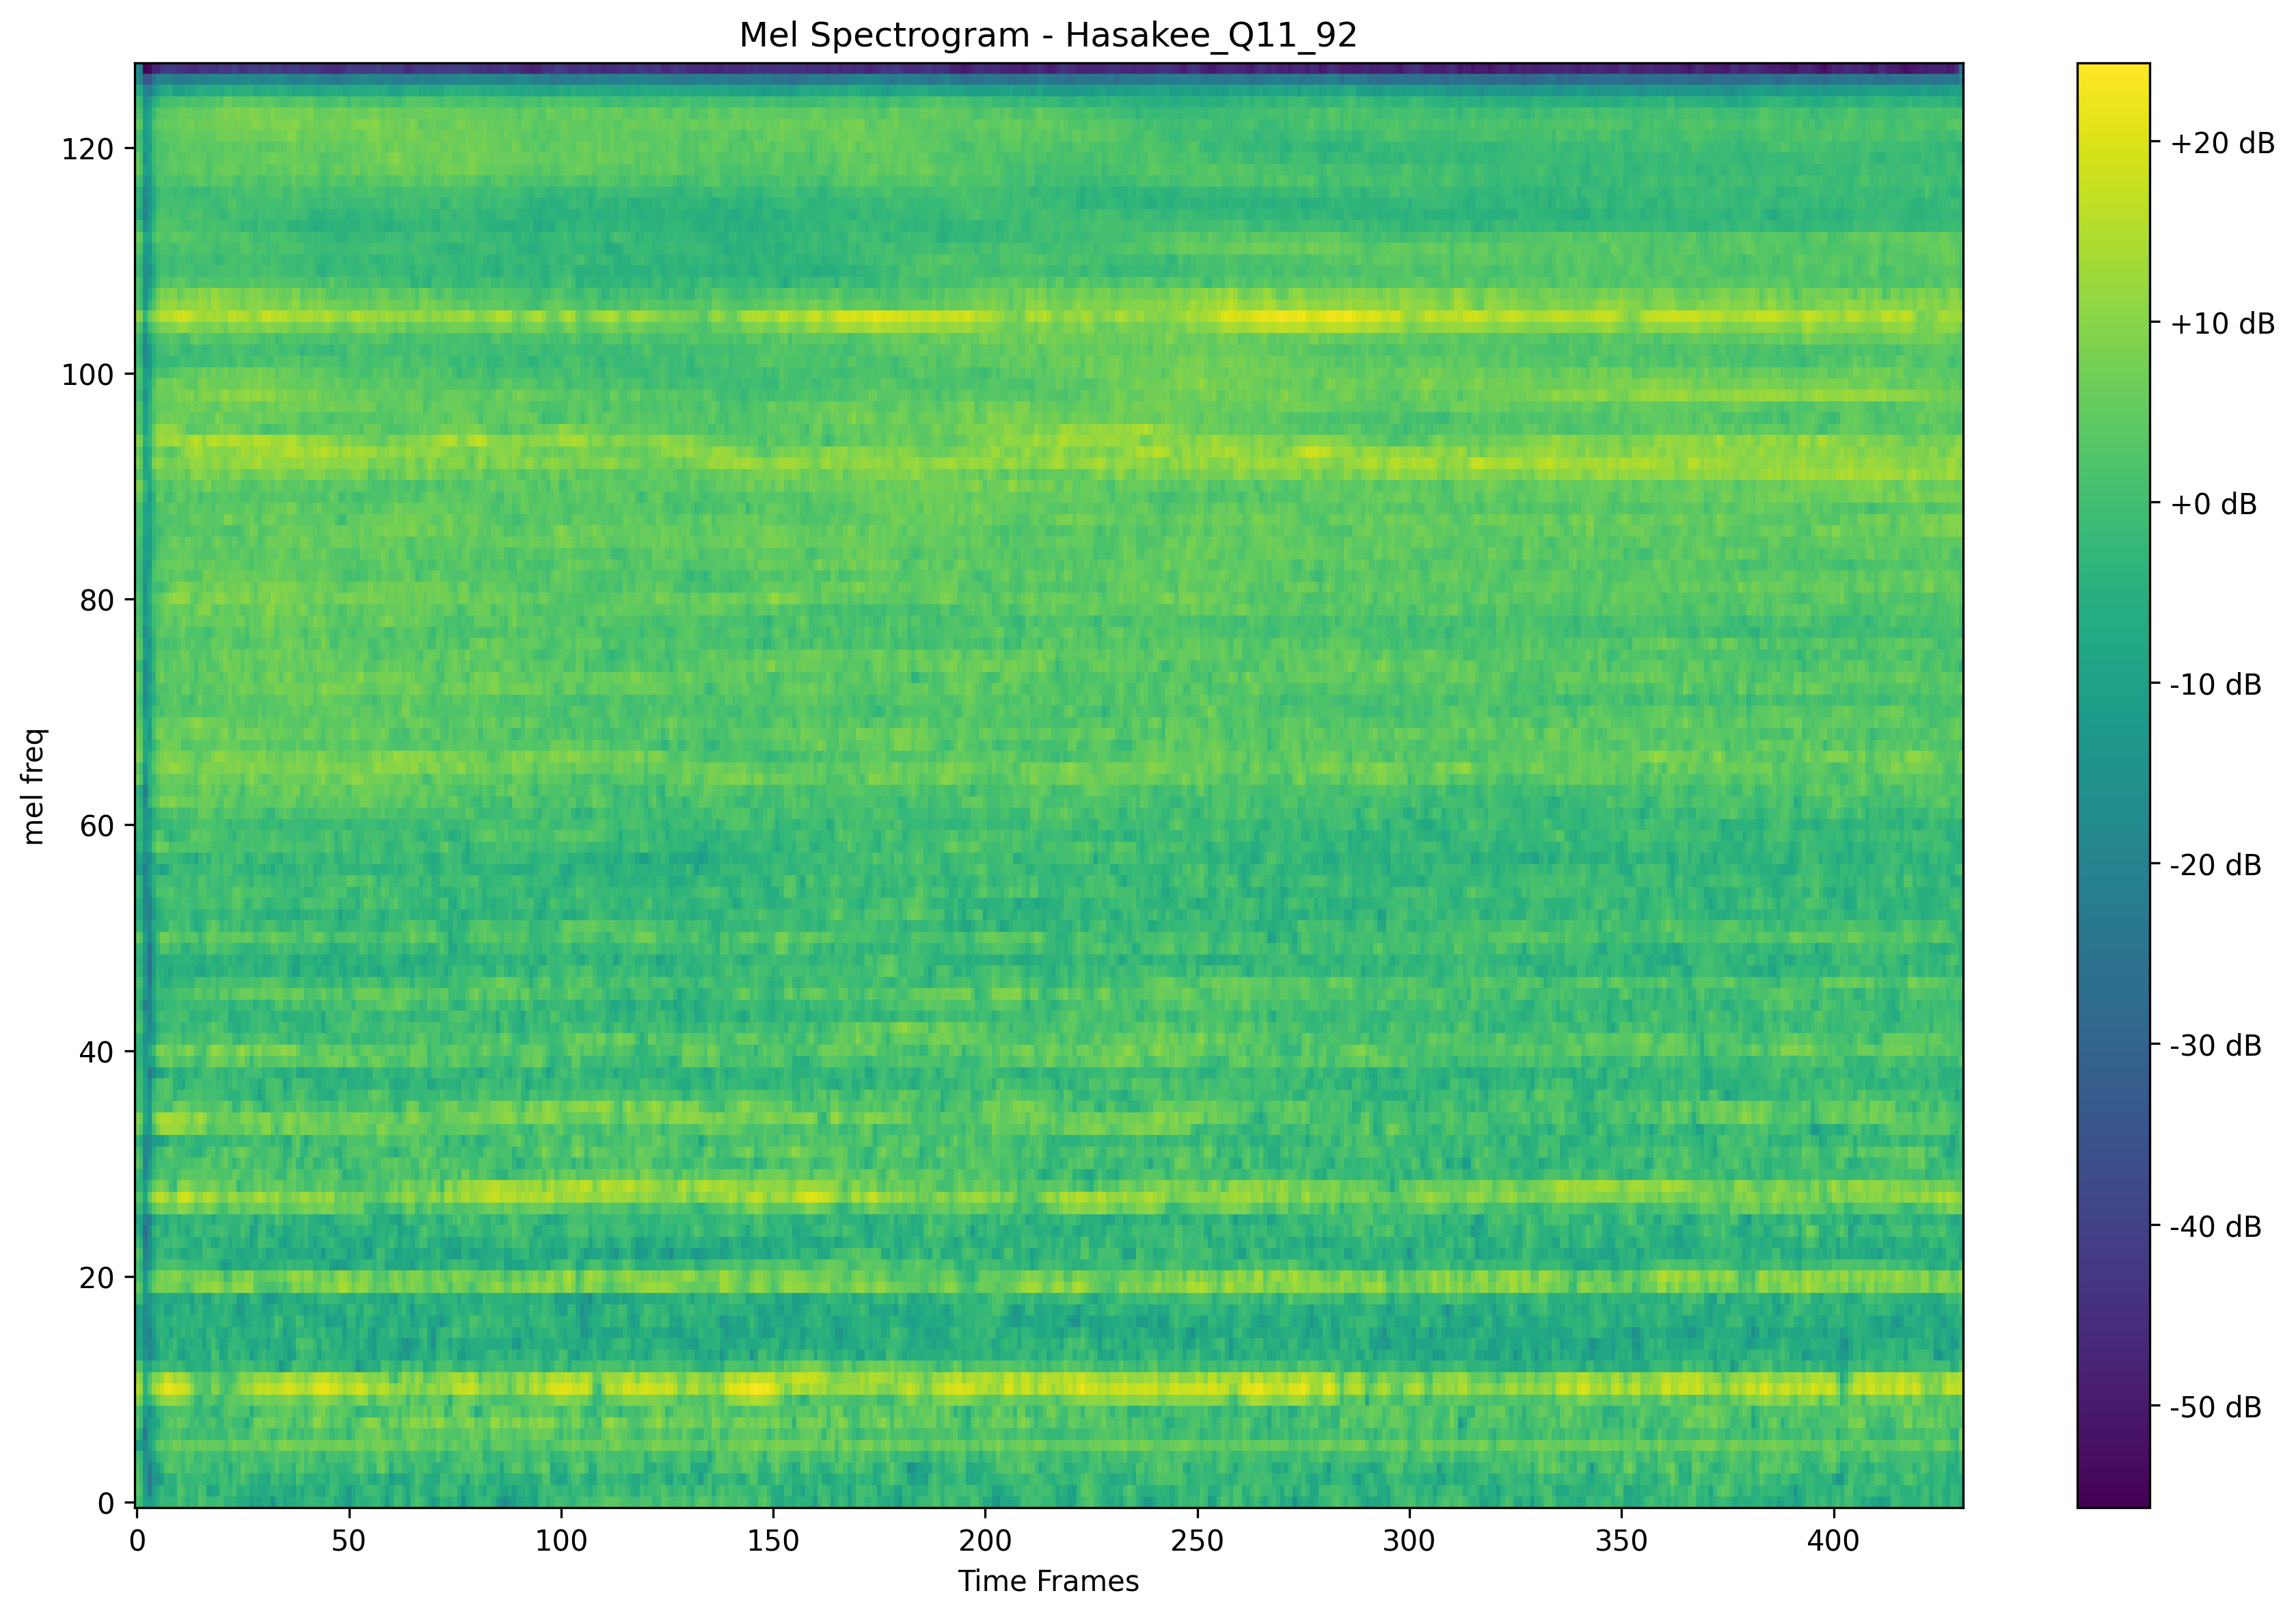 Mel Spectrogram - Hasakee_Q11_92
mel freq
120
100
80
60
40
20
0
0 50 100 150 200 250 300 350 400
Time Frames
+20 dB
+10 dB
+0 dB
-10 dB
-20 dB
-30 dB
-40 dB
-50 dB